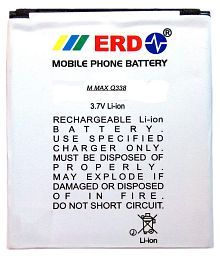 ERD ®
MOBILE PHONE BATTERY
M MAX Q338
3.7V Li-ion
RECHARGEABLE Li-ion
BATTERY.
USE SPECIFIED
CHARGER ONLY.
MUST BE DISPOSED OF
PROPERLY. MAY EXPLODE
IF DAMAGED OR DISPOSED
OF IN FIRE.
DO NOT SHORT CIRCUIT.
Li-ion